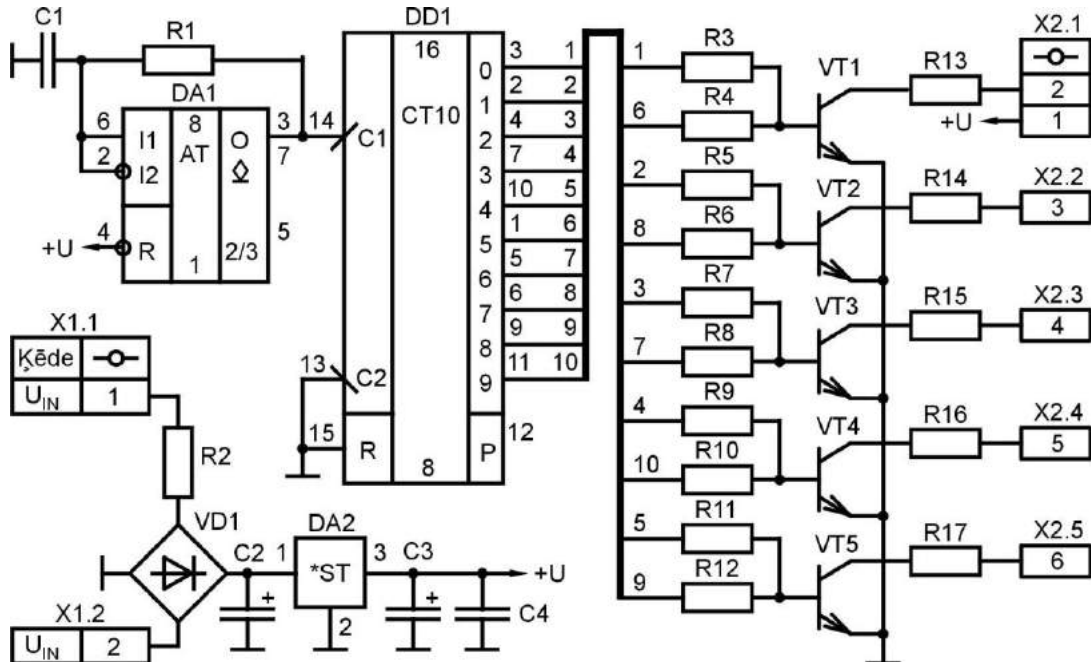 C1
R1
DA1
6
2
4
I1
I2
R
8
AT
1
O
2/3
3
7
5
+U
DD1
14
13
15
C1
C2
R
16
CT10
8
0
1
2
3
4
5
6
7
8
9
P
3
2
4
7
10
1
5
6
9
11
12
1
2
3
4
5
6
7
8
9
10
1
6
2
8
3
7
4
10
5
9
R3
R4
R5
R6
R7
R8
R9
R10
R11
R12
VT1
VT2
VT3
VT4
VT5
R13
R14
R15
R16
R17
X2.1
2
+U
1
X2.2
3
X2.3
4
X2.4
5
X2.5
6
X1.1
Ķēde
UIN 1
R2
VD1
X1.2
UIN 2
C2
+
1
DA2
*ST
3
2
C3
+
C4
+U